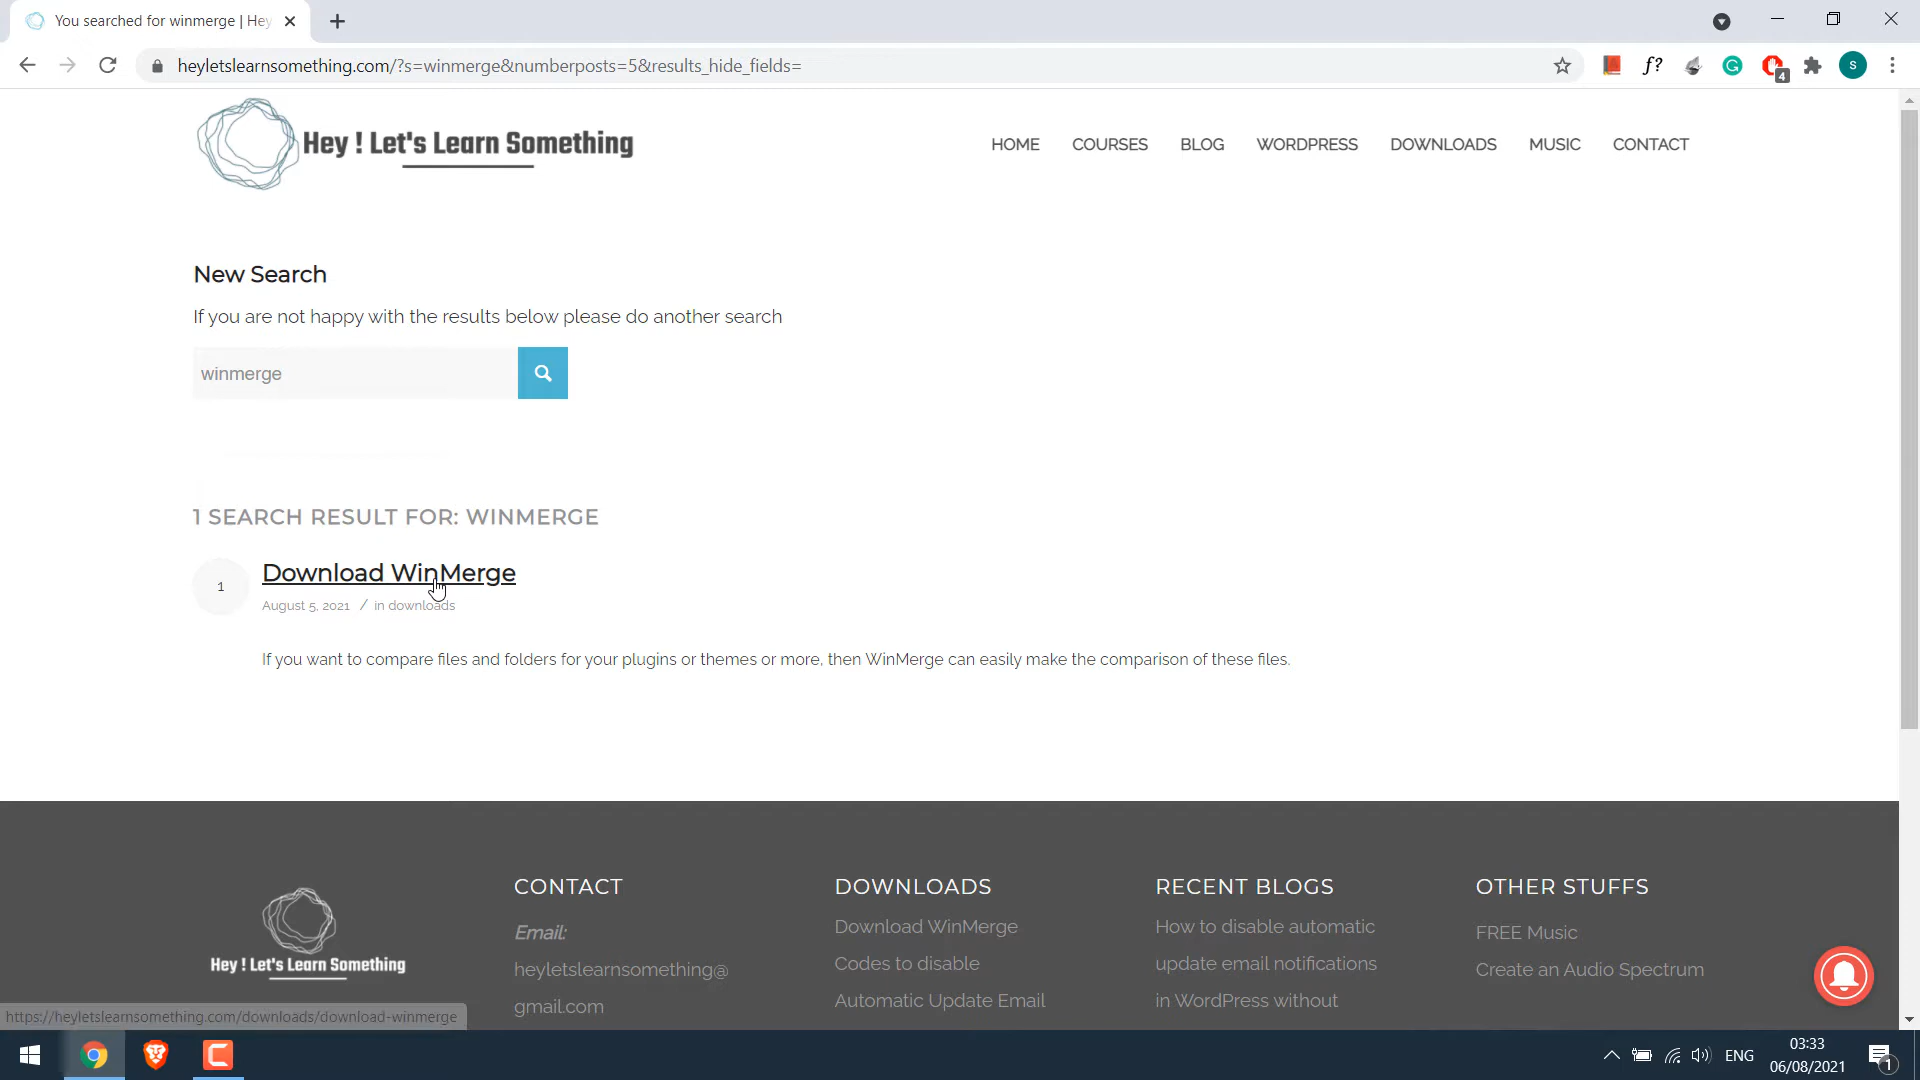 You searched for winmerge | Hey
heyletslearnsomething.com/?s=winmerge&numberposts=5&results_hide_fields=
f?
4
S
Hey ! Let's Learn Something
HOME COURSES BLOG WORDPRESS DOWNLOADS MUSIC CONTACT
New Search
If you are not happy with the results below please do another search
winmerge
1 SEARCH RESULT FOR: WINMERGE
1
Download WinMerge
August 5, 2021 / in downloads
If you want to compare files and folders for your plugins or themes or more, then WinMerge can easily make the comparison of these files.
Hey ! Let's Learn Something
CONTACT
Email:
heyletslearnsomething@
gmail.com
DOWNLOADS
Download WinMerge
Codes to disable
Automatic Update Email
RECENT BLOGS
How to disable automatic
update email notifications
in WordPress without
OTHER STUFFS
FREE Music
Create an Audio Spectrum
https://heyletslearnsomething.com/downloads/download-winmerge
ENG
03:33
06/08/2021
1